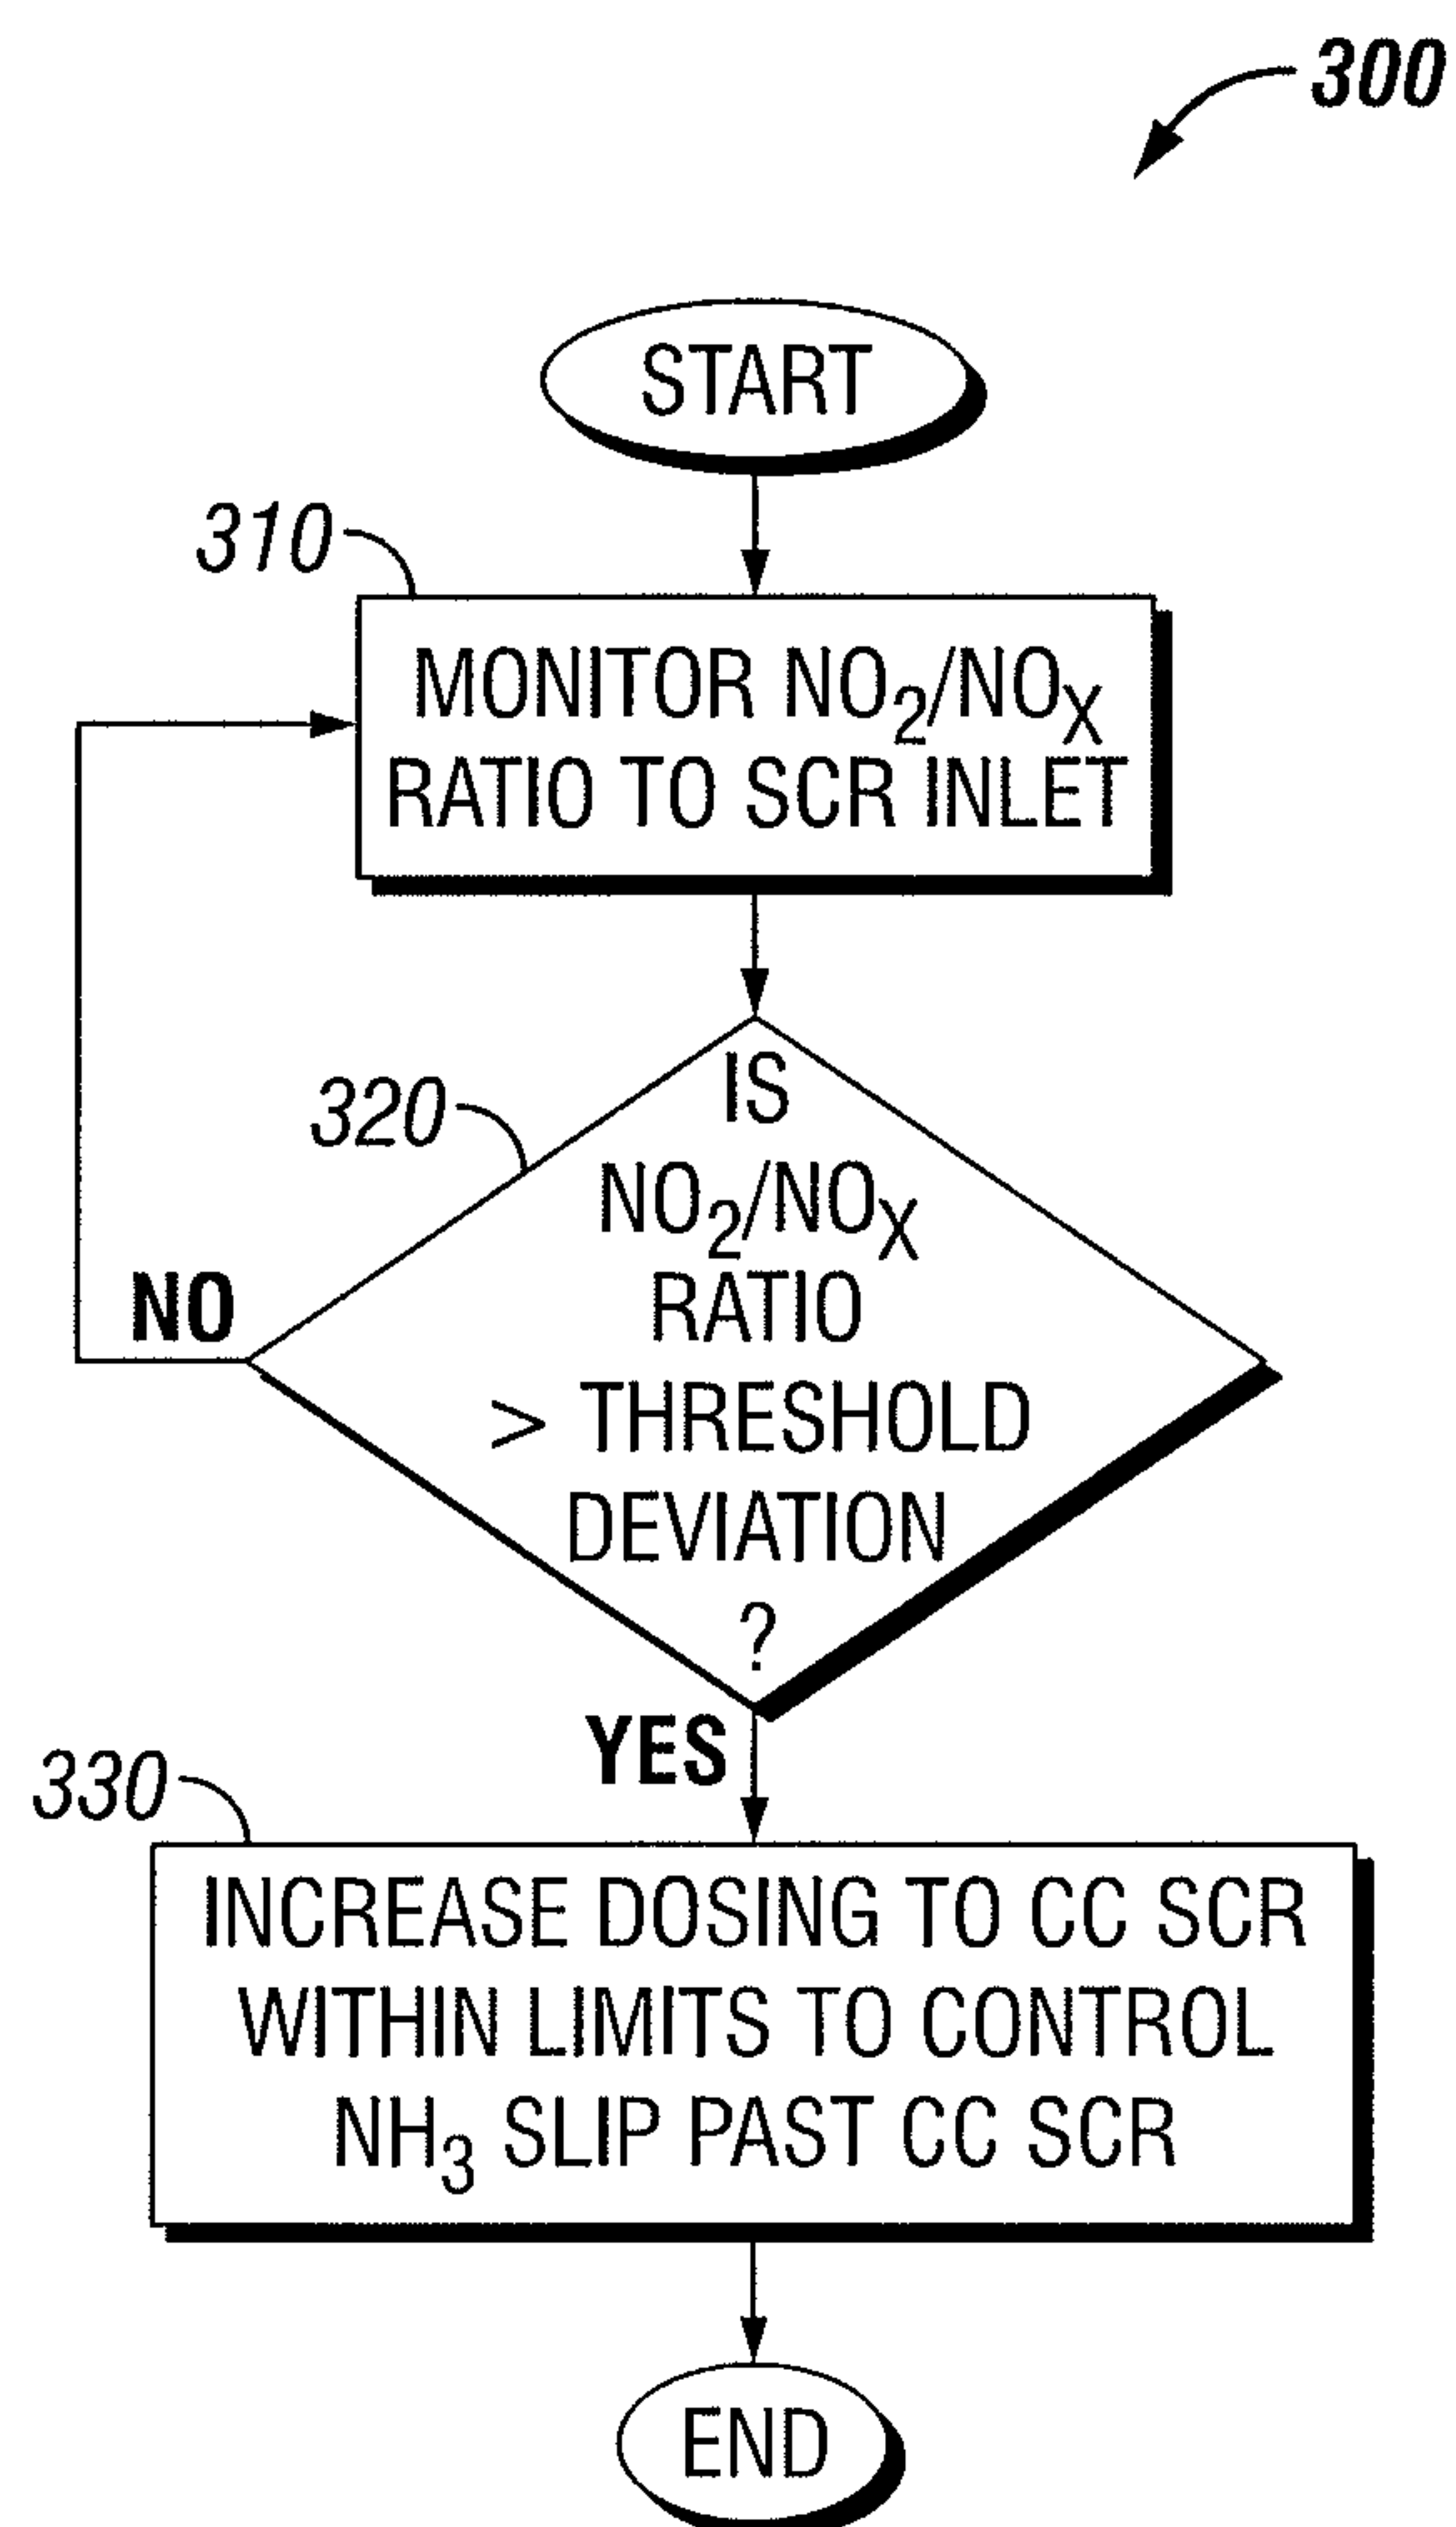 300
START
310
MONITOR NO₂/NOₓ
RATIO TO SCR INLET
320
IS
NO₂/NOₓ
RATIO
> THRESHOLD
DEVIATION
?
NO
YES
330
INCREASE DOSING TO CC SCR
WITHIN LIMITS TO CONTROL
NH₃ SLIP PAST CC SCR
END